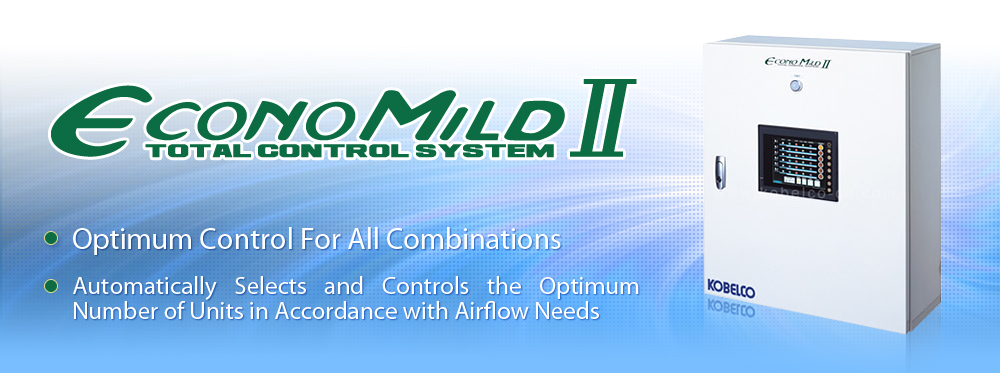 ECONOMILD II
TOTAL CONTROL SYSTEM
Optimum Control For All Combinations
Automatically Selects and Controls the Optimum
Number of Units in Accordance with Airflow Needs
ECONOMILD II
KOBELCO